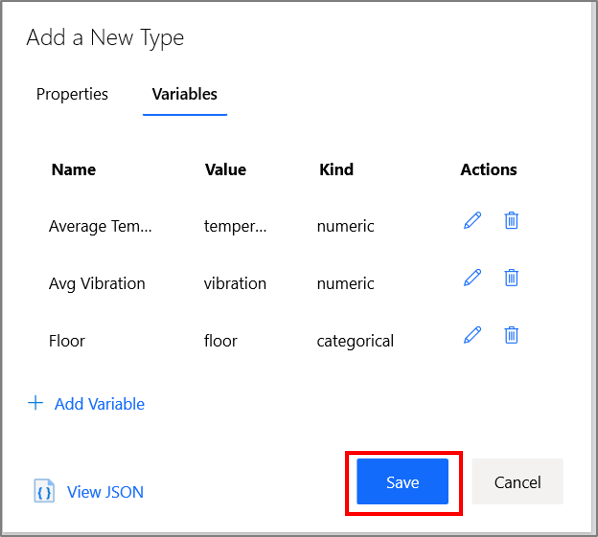 Add a New Type
Properties Variables
Name Value Kind Actions
Average Tem... temper... numeric
Avg Vibration vibration numeric
Floor floor categorical
+ Add Variable
{} View JSON Save Cancel